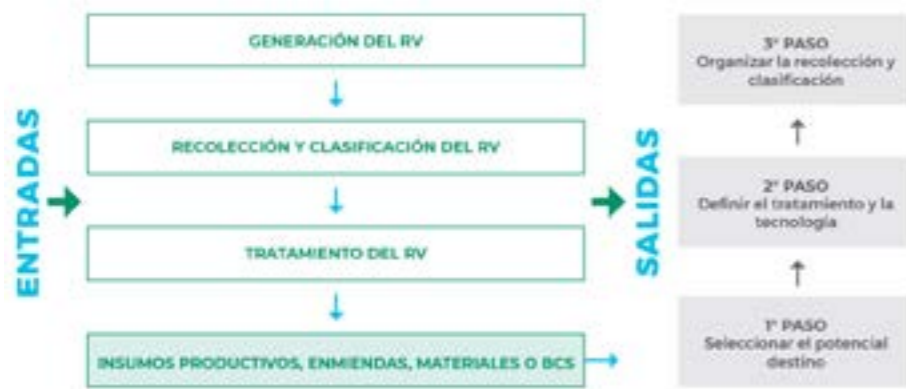 ENTRADAS
GENERACIÓN DEL RV
RECOLECCIÓN Y CLASIFICACIÓN DEL RV
TRATAMIENTO DEL RV
INSUMOS PRODUCTIVOS, ENMIENDAS, MATERIALES O BCS
SALIDAS
3° PASO
Organizar la recolección y
clasificación
2° PASO
Definir el tratamiento y la
tecnología
1° PASO
Seleccionar el potencial
destino